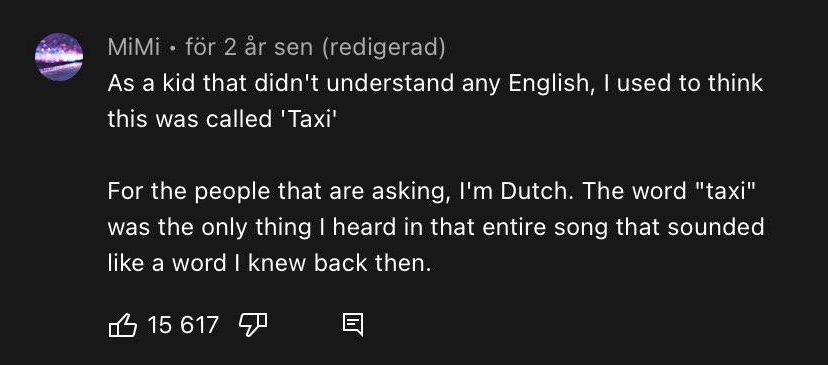 MiMi • för 2 år sen (redigerad)
As a kid that didn't understand any English, I used to think
this was called 'Taxi'
For the people that are asking, I'm Dutch. The word "taxi"
was the only thing I heard in that entire song that sounded
like a word I knew back then.
15 617